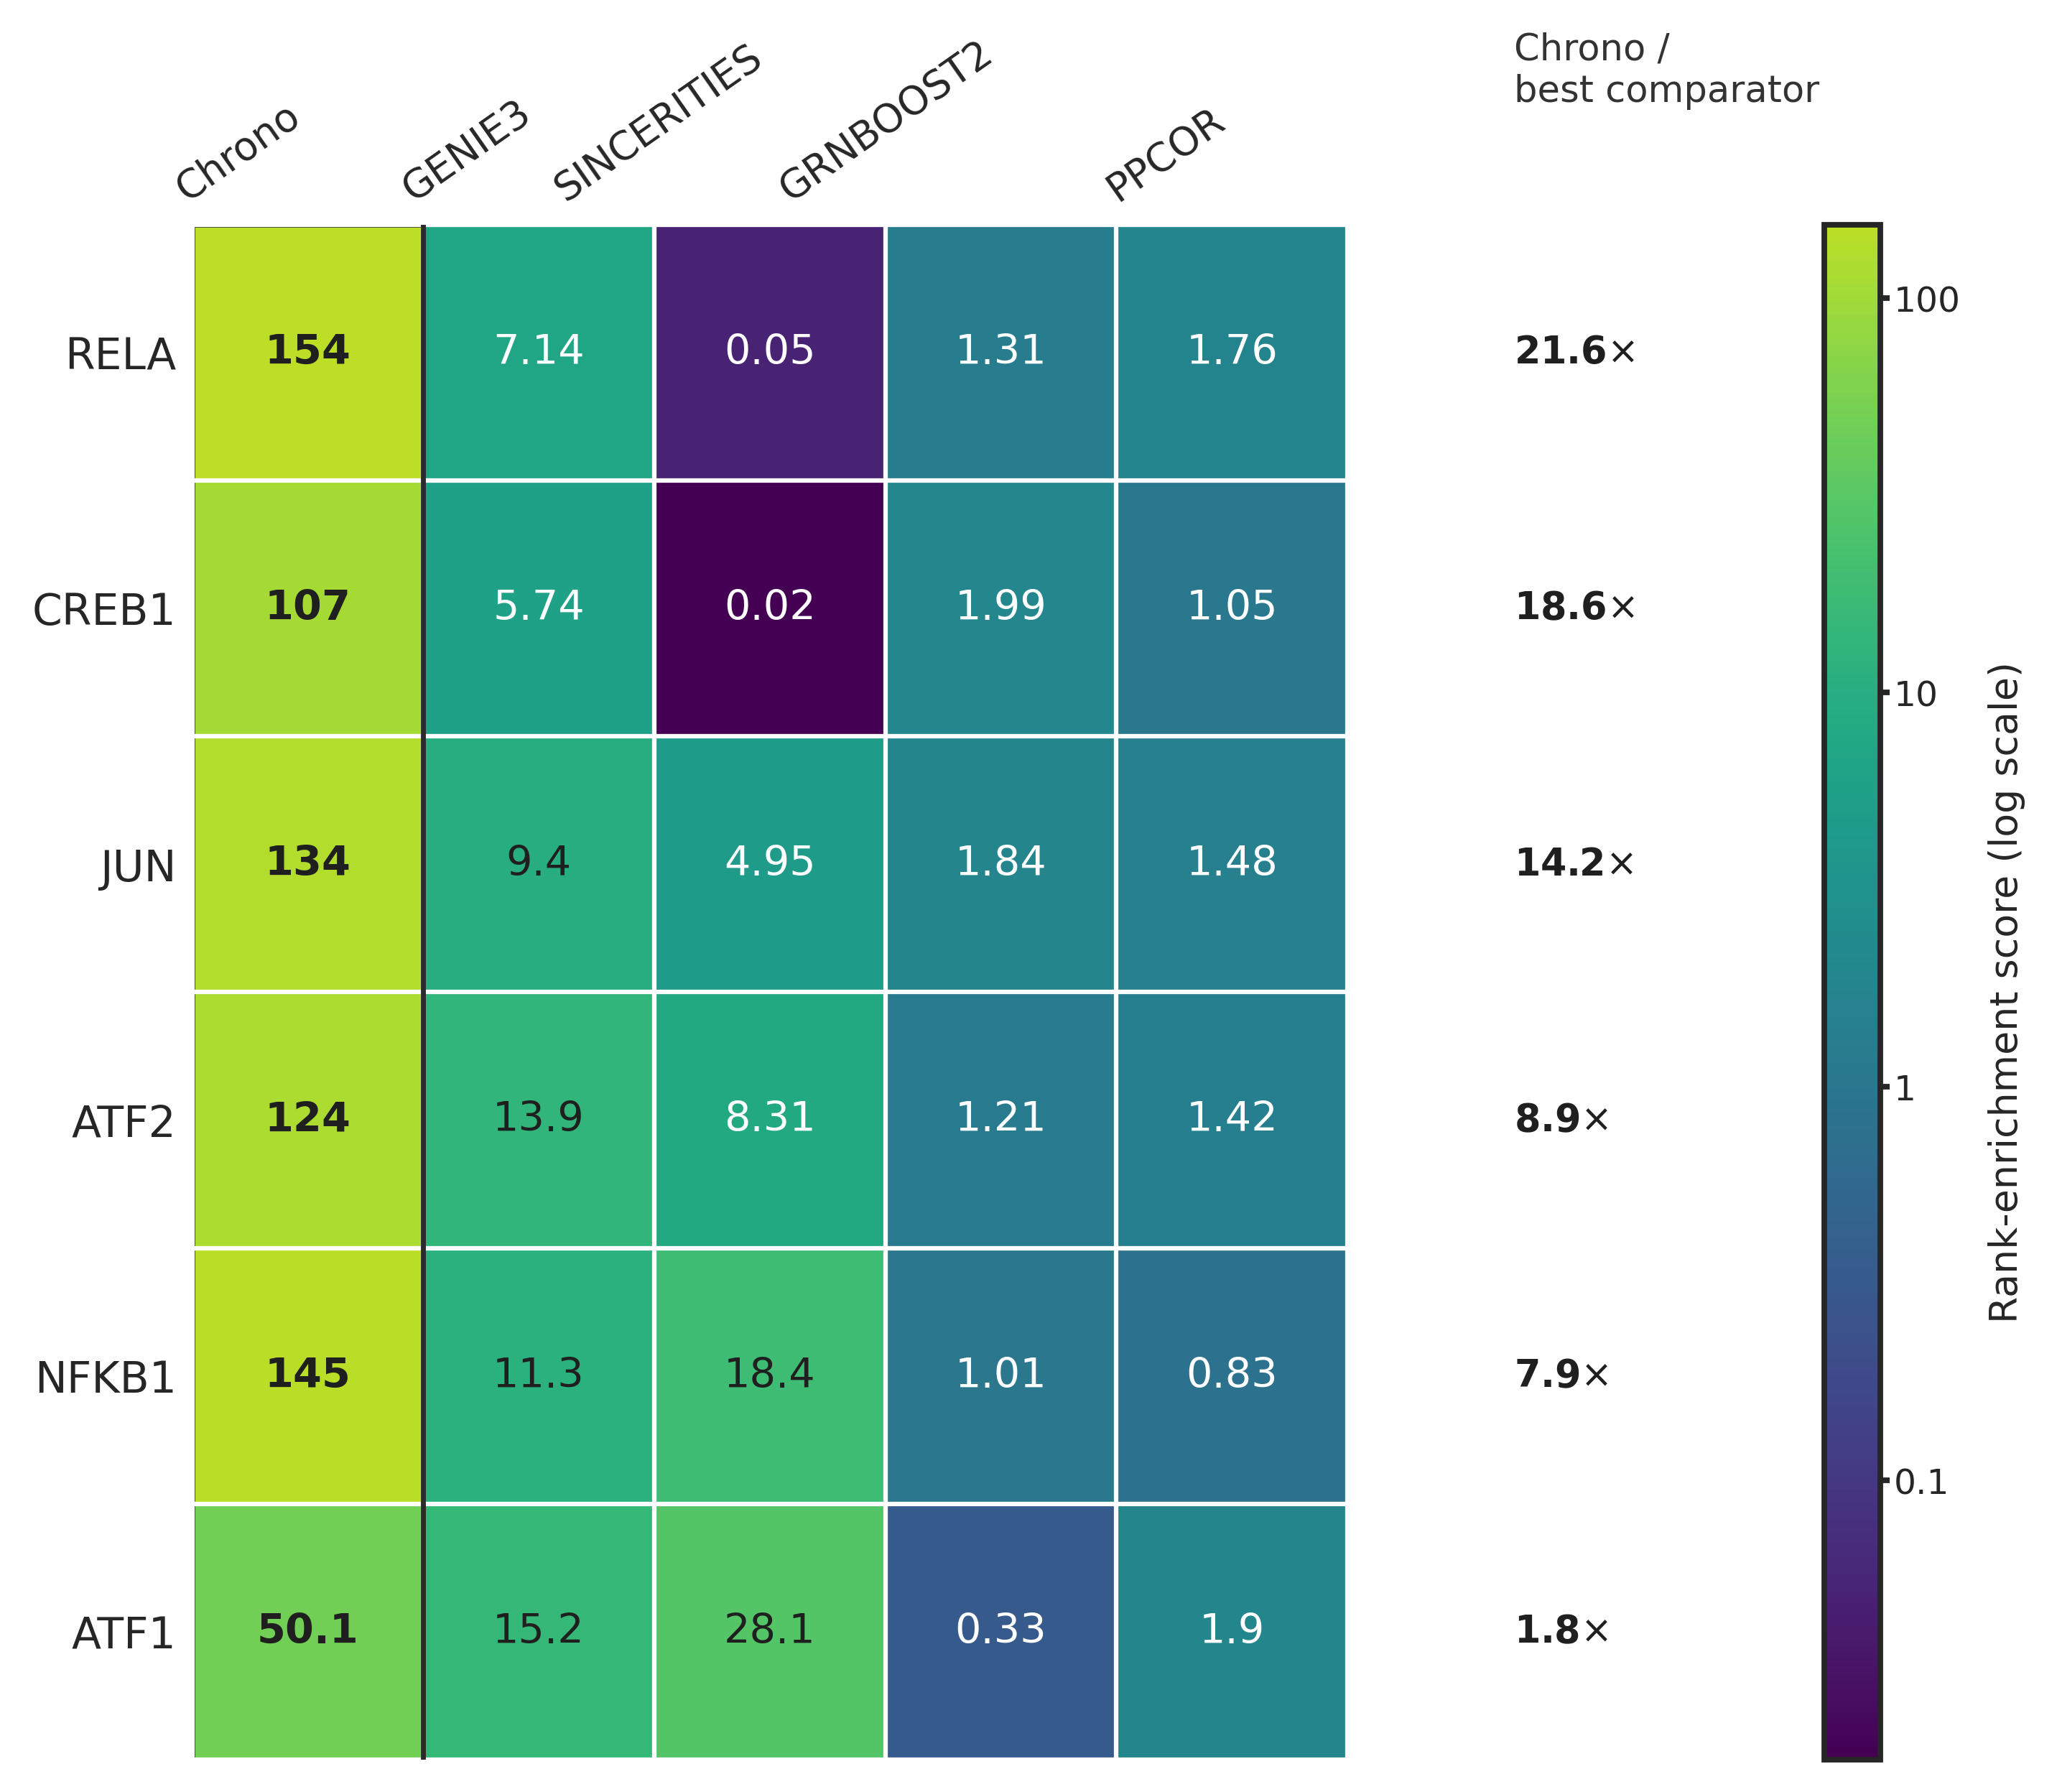 Chrono /
best comparator
Chrono GENIE3 SINCERITIES GRNBOOST2 PPCOR
RELA 154 7.14 0.05 1.31 1.76 21.6×
CREB1 107 5.74 0.02 1.99 1.05 18.6×
JUN 134 9.4 4.95 1.84 1.48 14.2×
ATF2 124 13.9 8.31 1.21 1.42 8.9×
NFKB1 145 11.3 18.4 1.01 0.83 7.9×
ATF1 50.1 15.2 28.1 0.33 1.9 1.8×
100
10
1
0.1
Rank-enrichment score (log scale)